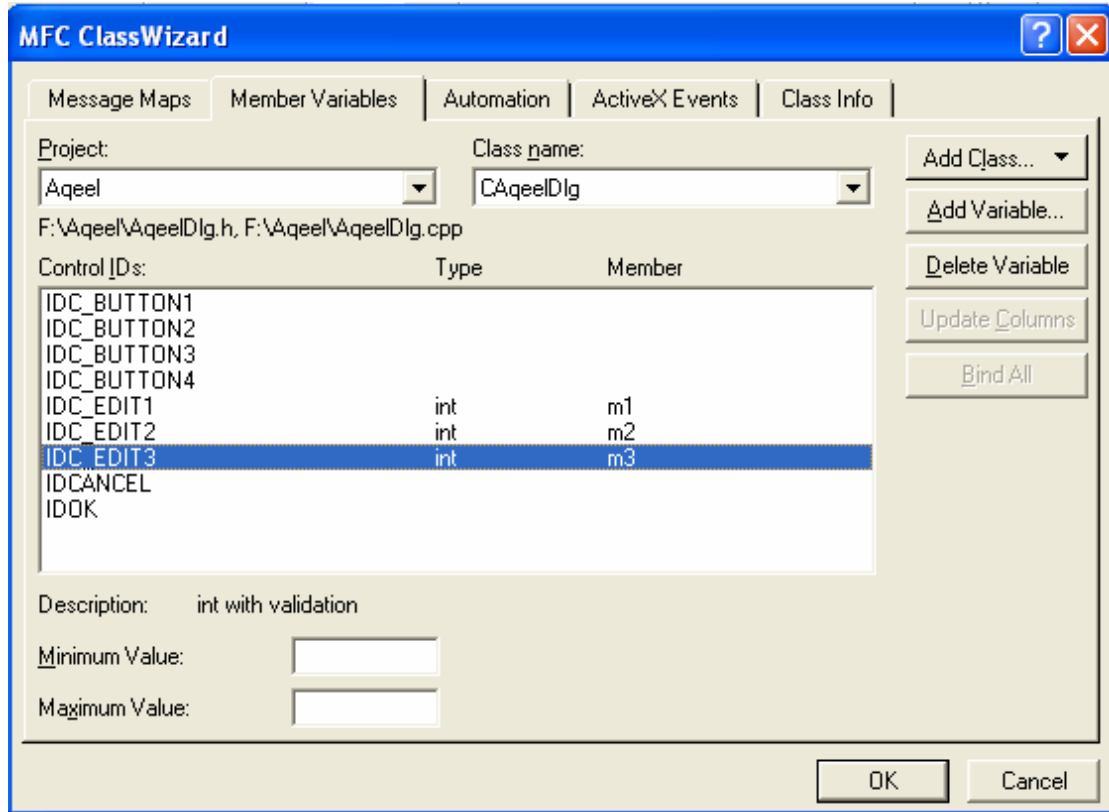 MFC ClassWizard
Message Maps Member Variables Automation ActiveX Events Class Info
Project: Class name:
Add Class...
Aqeel CAqeelDlg
Add Variable...
F:\Aqeel\AqeelDlg.h, F:\Aqeel\AqeelDlg.cpp
Control IDs: Type Member
Delete Variable
IDC_BUTTON1
IDC_BUTTON2
Update Columns
IDC_BUTTON3
IDC_BUTTON4
Bind All
IDC_EDIT1 int m1
IDC_EDIT2 int m2
IDC_EDIT3 int m3
IDCANCEL
IDOK
Description: int with validation
Minimum Value:
Maximum Value:
OK Cancel